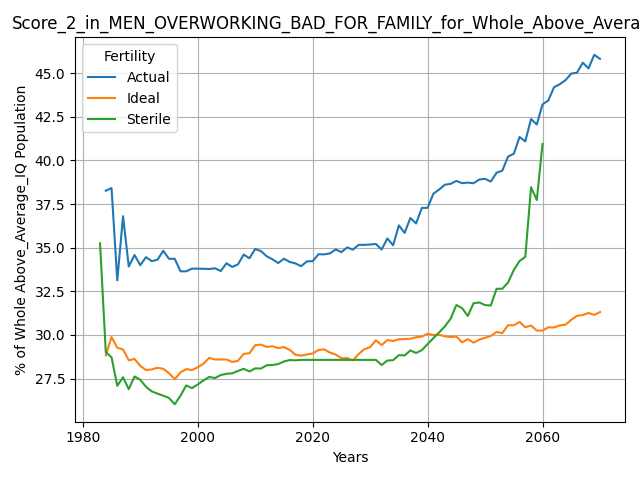 Score_2_in_MEN_OVERWORKING_BAD_FOR_FAMILY_for_Whole_Above_Avera
Fertility
Actual
Ideal
Sterile
% of Whole Above_Average_IQ Population
45.0
42.5
40.0
37.5
35.0
32.5
30.0
27.5
1980
2000
2020
2040
2060
Years